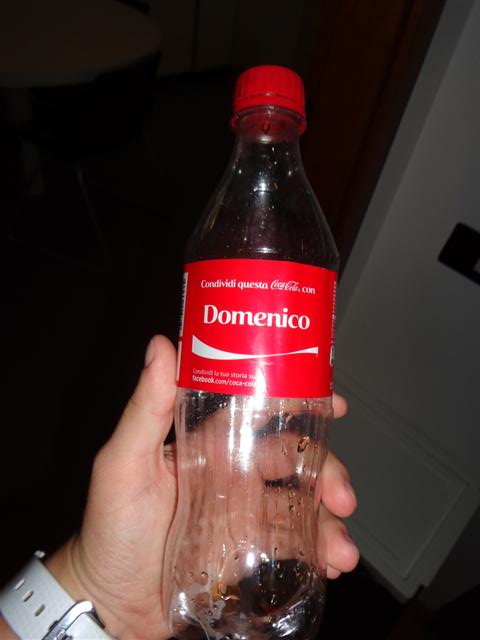 Condividi questa Coca-Cola, con
Domenico
Condividi la tua storia su
facebook.com/coca-cola